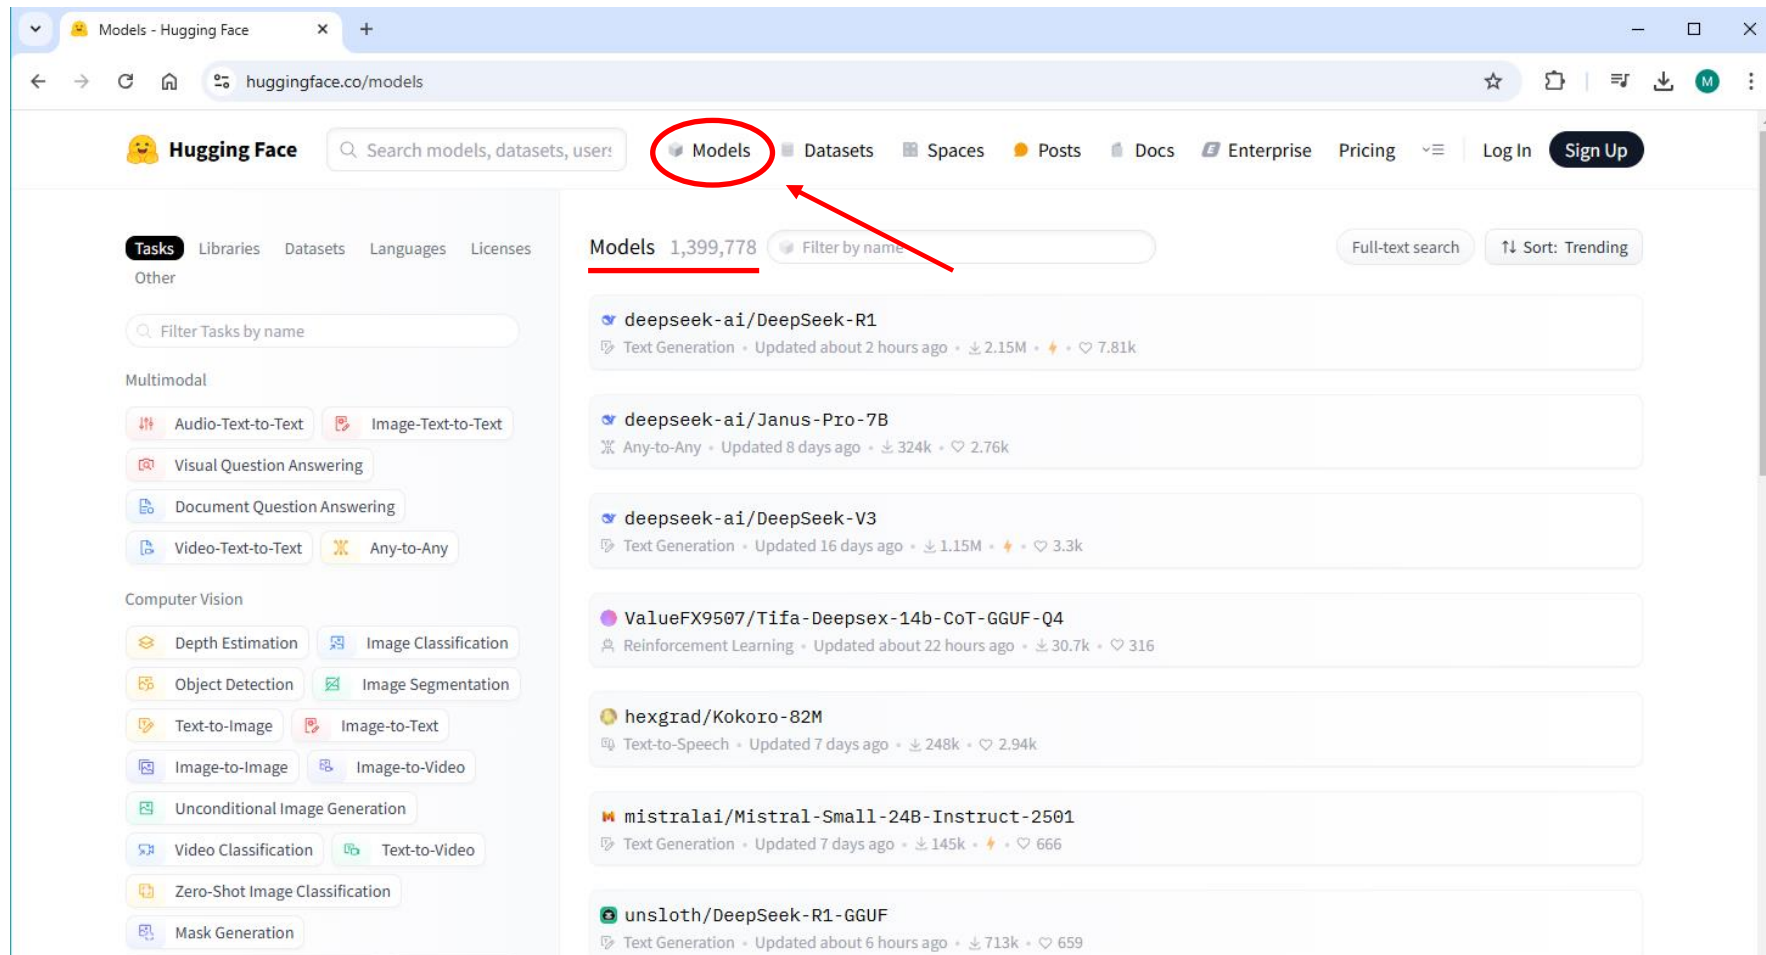 Models - Hugging Face
huggingface.co/models
M
Hugging Face
Search models, datasets, users
Models
Datasets
Spaces
Posts
Docs
Enterprise
Pricing
Log In
Sign Up
Tasks Libraries Datasets Languages Licenses
Other
Filter Tasks by name
Multimodal
Audio-Text-to-Text
Image-Text-to-Text
Visual Question Answering
Document Question Answering
Video-Text-to-Text
Any-to-Any
Computer Vision
Depth Estimation
Image Classification
Object Detection
Image Segmentation
Text-to-Image
Image-to-Text
Image-to-Image
Image-to-Video
Unconditional Image Generation
Video Classification
Text-to-Video
Zero-Shot Image Classification
Mask Generation
Models 1,399,778
Filter by name
Full-text search
Sort: Trending
deepseek-ai/DeepSeek-R1
Text Generation • Updated about 2 hours ago • 2.15M • • 7.81k
deepseek-ai/Janus-Pro-7B
Any-to-Any • Updated 8 days ago • 324k • 2.76k
deepseek-ai/DeepSeek-V3
Text Generation • Updated 16 days ago • 1.15M • • 3.3k
ValueFX9507/Tifa-Deepsex-14b-CoT-GGUF-Q4
Reinforcement Learning • Updated about 22 hours ago • 30.7k • 316
hexgrad/Kokoro-82M
Text-to-Speech • Updated 7 days ago • 248k • 2.94k
mistralai/Mistral-Small-24B-Instruct-2501
Text Generation • Updated 7 days ago • 145k • • 666
unsloth/DeepSeek-R1-GGUF
Text Generation • Updated about 6 hours ago • 713k • 659